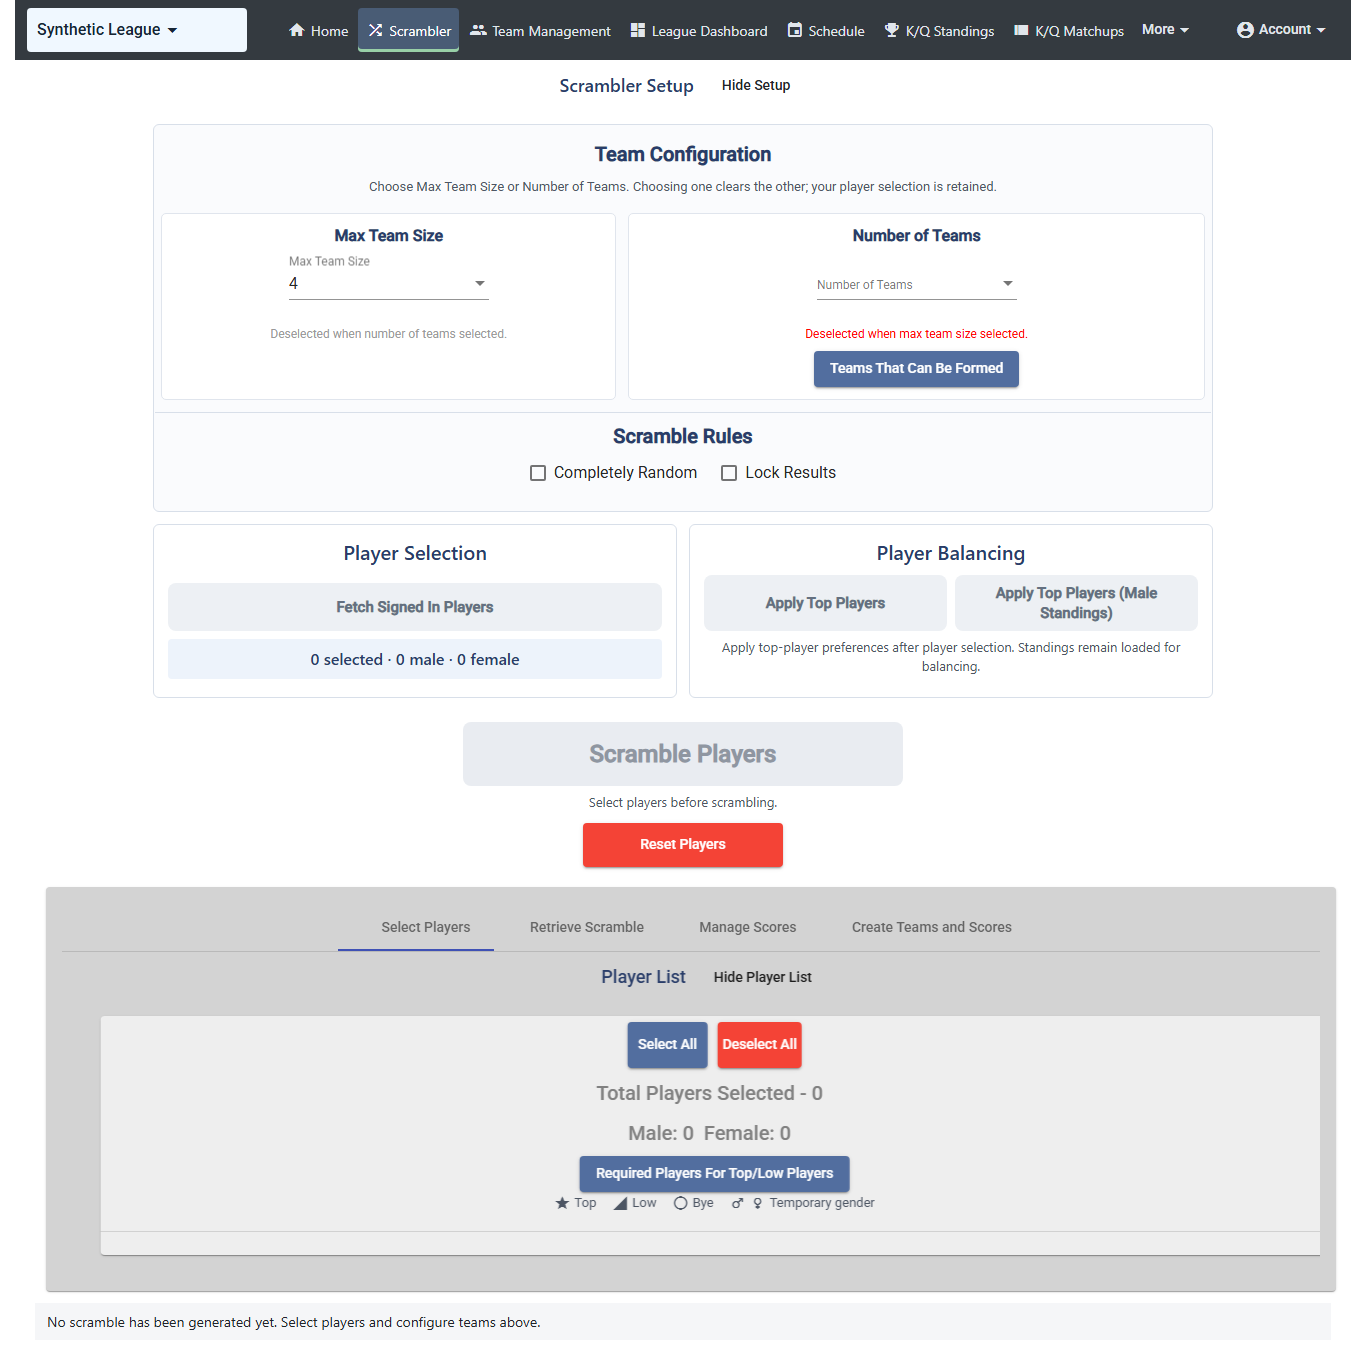 Synthetic League
Home
Scrambler
Team Management
League Dashboard
Schedule
K/Q Standings
K/Q Matchups
More
Account
Scrambler Setup
Hide Setup
Team Configuration
Choose Max Team Size or Number of Teams. Choosing one clears the other; your player selection is retained.
Max Team Size
Max Team Size
4
Deselected when number of teams selected.
Number of Teams
Number of Teams
Deselected when max team size selected.
Teams That Can Be Formed
Scramble Rules
Completely Random
Lock Results
Player Selection
Fetch Signed In Players
0 selected · 0 male · 0 female
Player Balancing
Apply Top Players
Apply Top Players (Male
Standings)
Apply top-player preferences after player selection. Standings remain loaded for
balancing.
Scramble Players
Select players before scrambling.
Reset Players
Select Players
Retrieve Scramble
Manage Scores
Create Teams and Scores
Player List
Hide Player List
Select All
Deselect All
Total Players Selected - 0
Male: 0 Female: 0
Required Players For Top/Low Players
Top
Low
Bye
Temporary gender
No scramble has been generated yet. Select players and configure teams above.